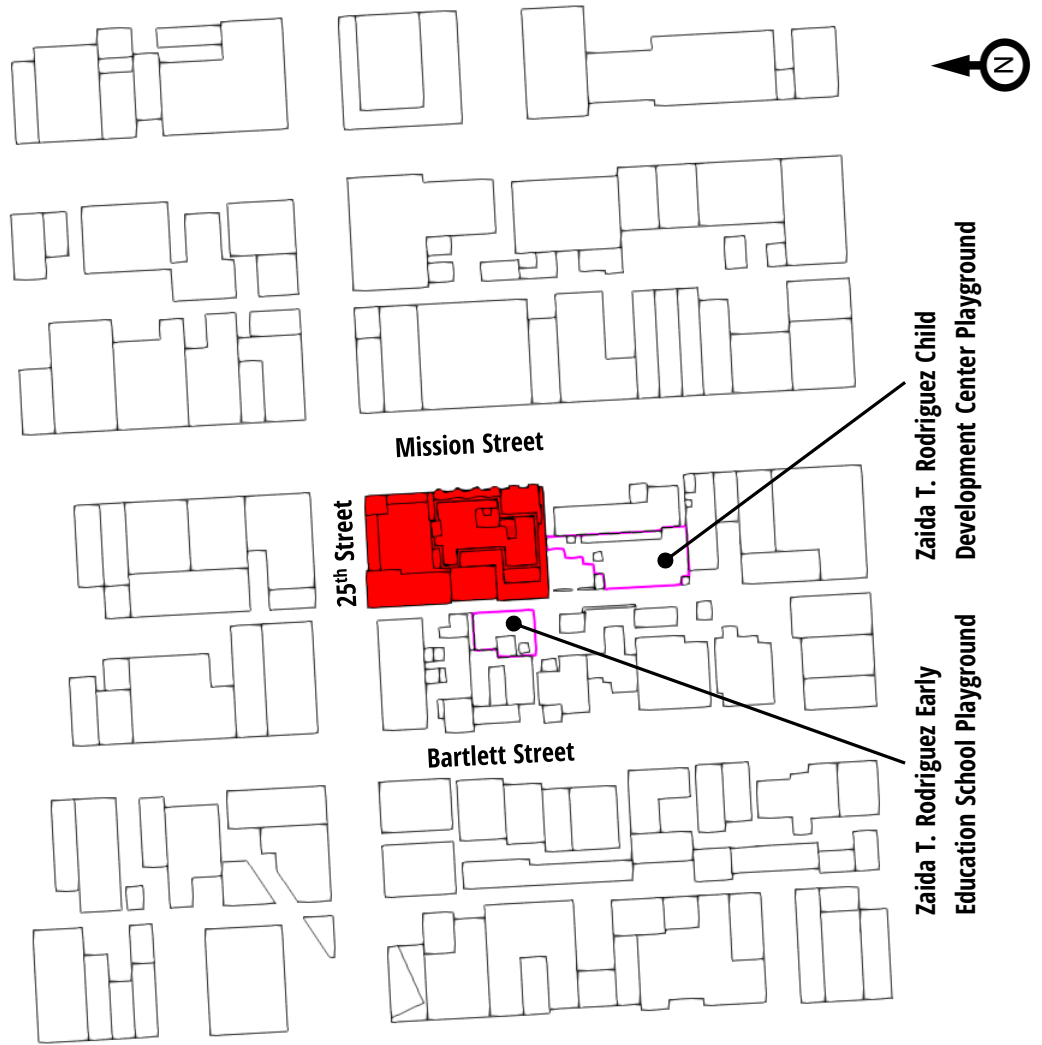 N
Mission Street
25th Street
Zaida T. Rodriguez Child
Development Center Playground
Bartlett Street
Zaida T. Rodriguez Early
Education School Playground